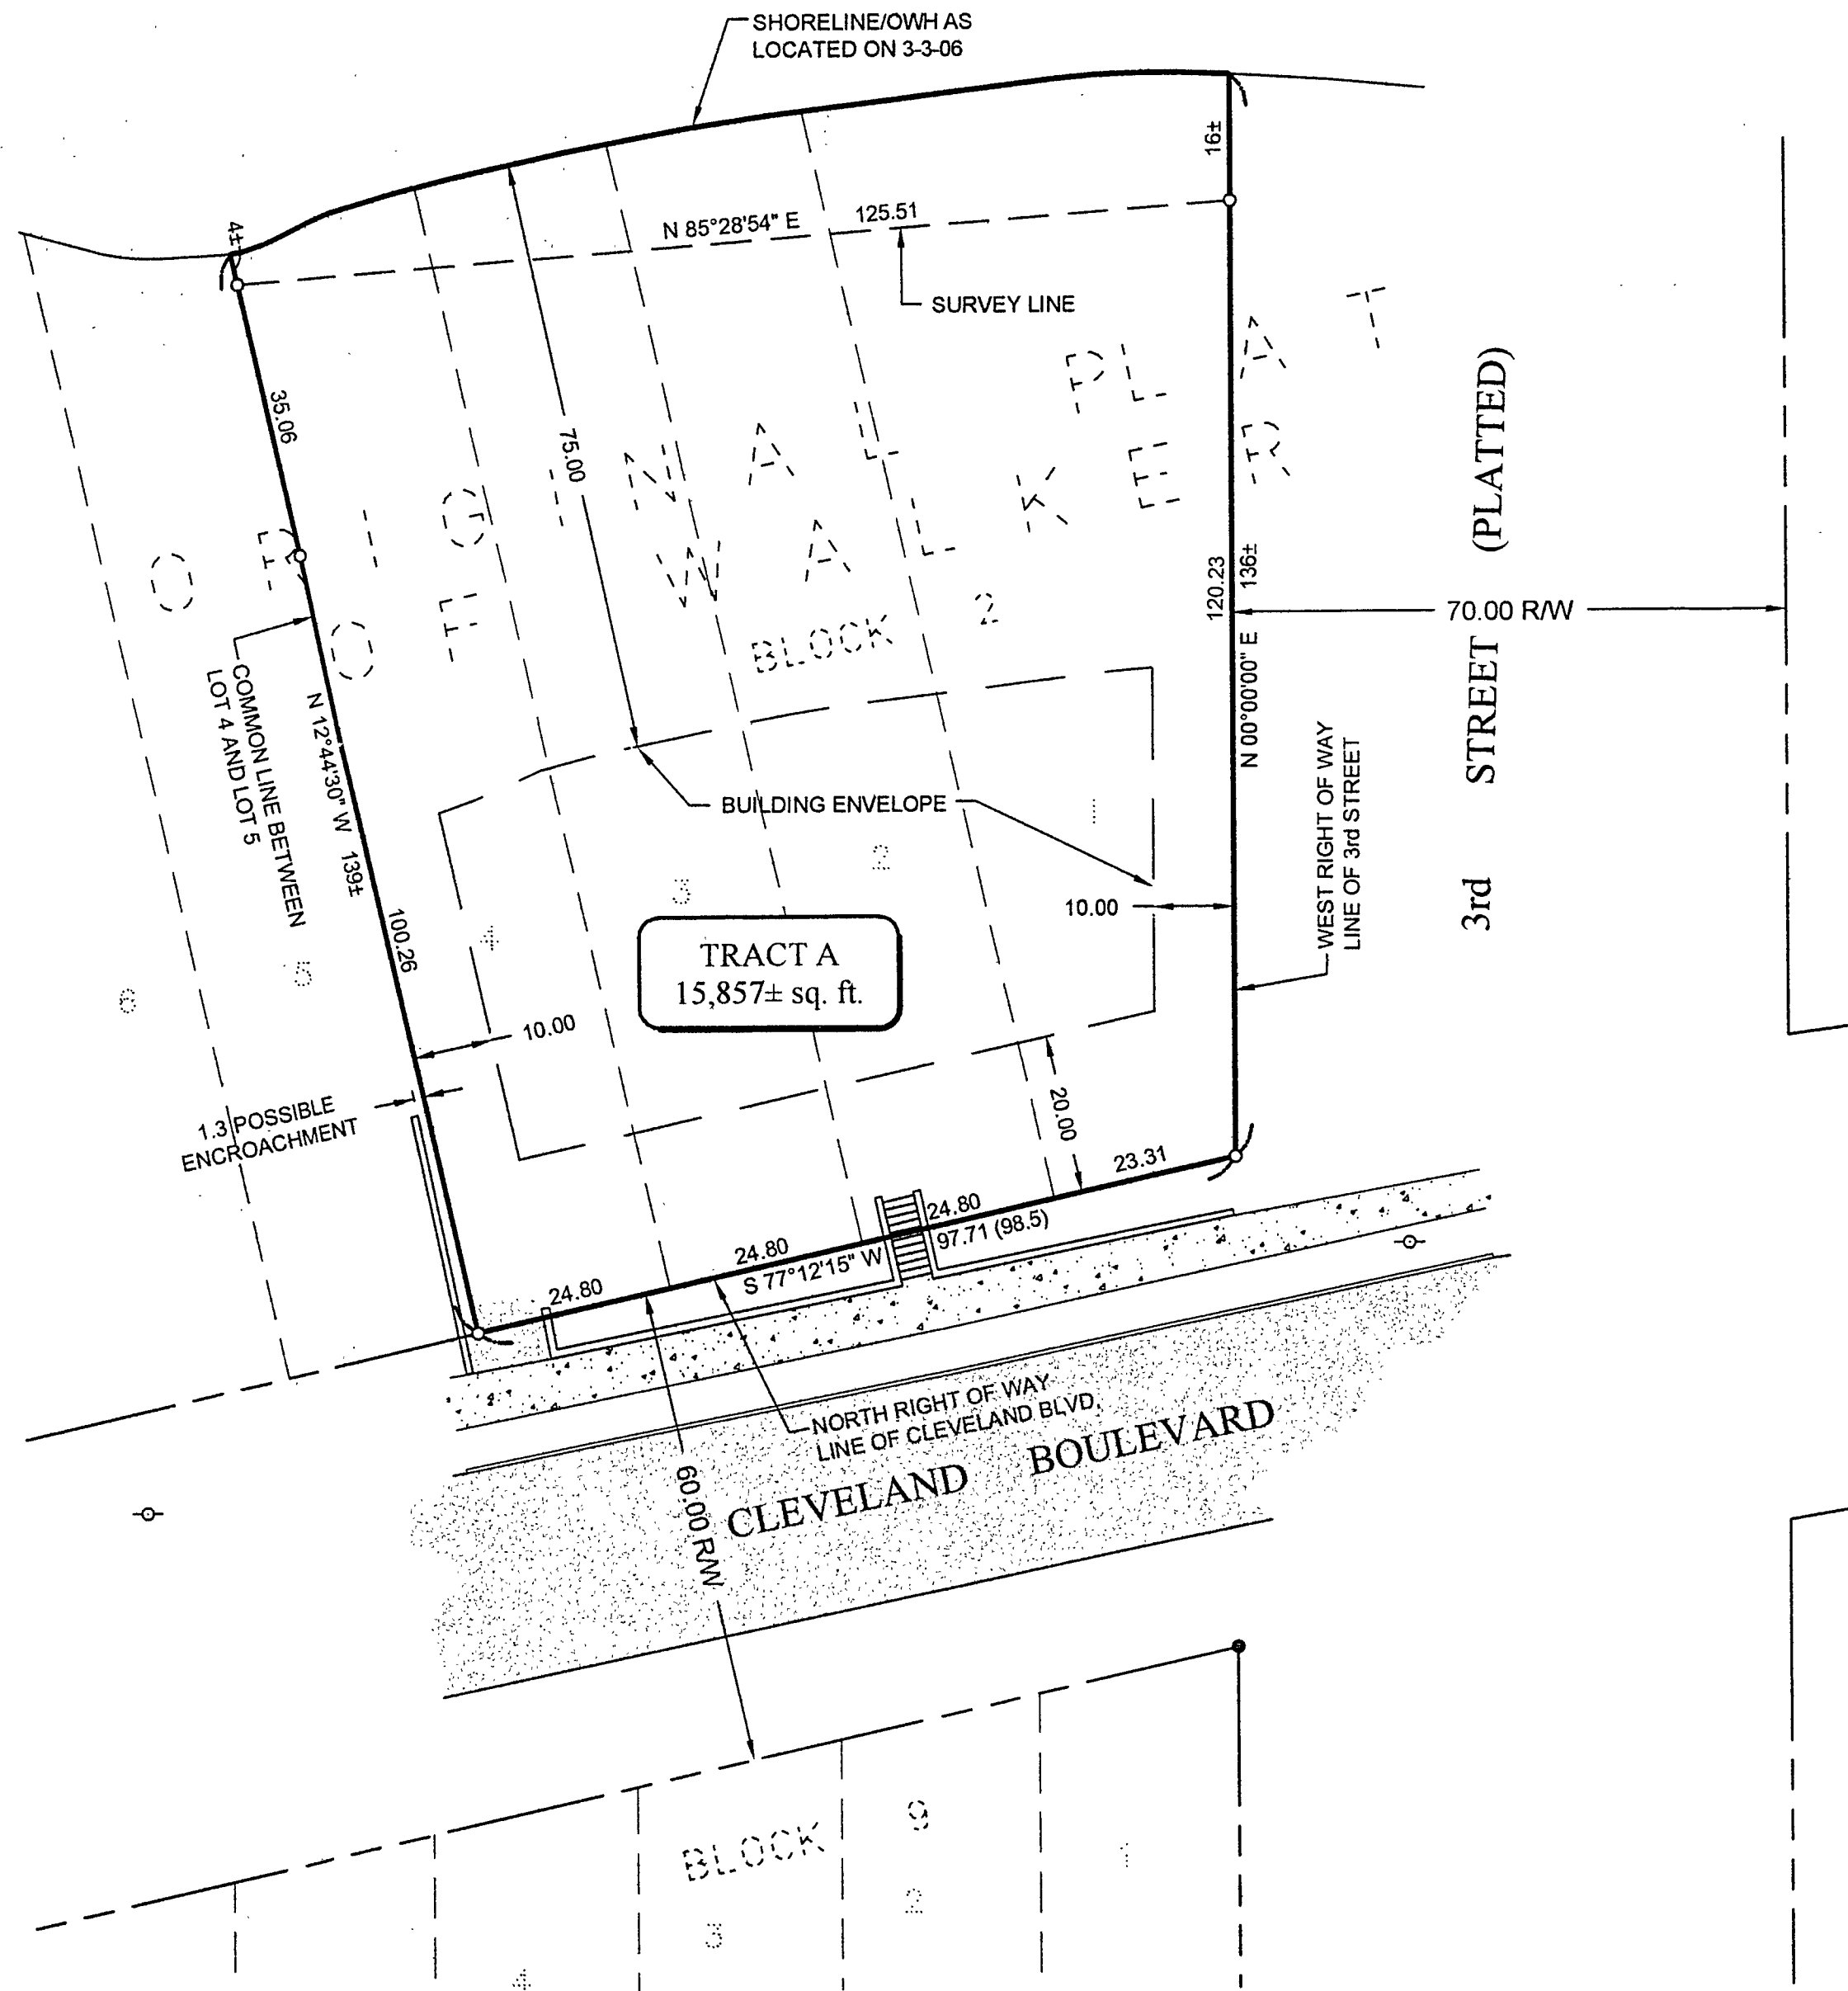 SHORELINE/OWH AS
LOCATED ON 3-3-06
16±
4±
N 85°28'54" E 125.51
SURVEY LINE
35.06
75.00
ORIGINAL PLAT
OF WALKER
BLOCK 2
120.23
136±
N 00°00'00" E
70.00 R/W
3rd STREET (PLATTED)
COMMON LINE BETWEEN
LOT 4 AND LOT 5
N 12°44'30" W 139±
100.26
BUILDING ENVELOPE
WEST RIGHT OF WAY
LINE OF 3rd STREET
1
2
3
4
5
6
10.00
TRACT A
15,857± sq. ft.
10.00
1.3 POSSIBLE
ENCROACHMENT
20.00
23.31
24.80
97.71 (98.5)
24.80
S 77°12'15" W
24.80
NORTH RIGHT OF WAY
LINE OF CLEVELAND BLVD.
60.00 R/W
CLEVELAND BOULEVARD
BLOCK 9
1
2
3
4